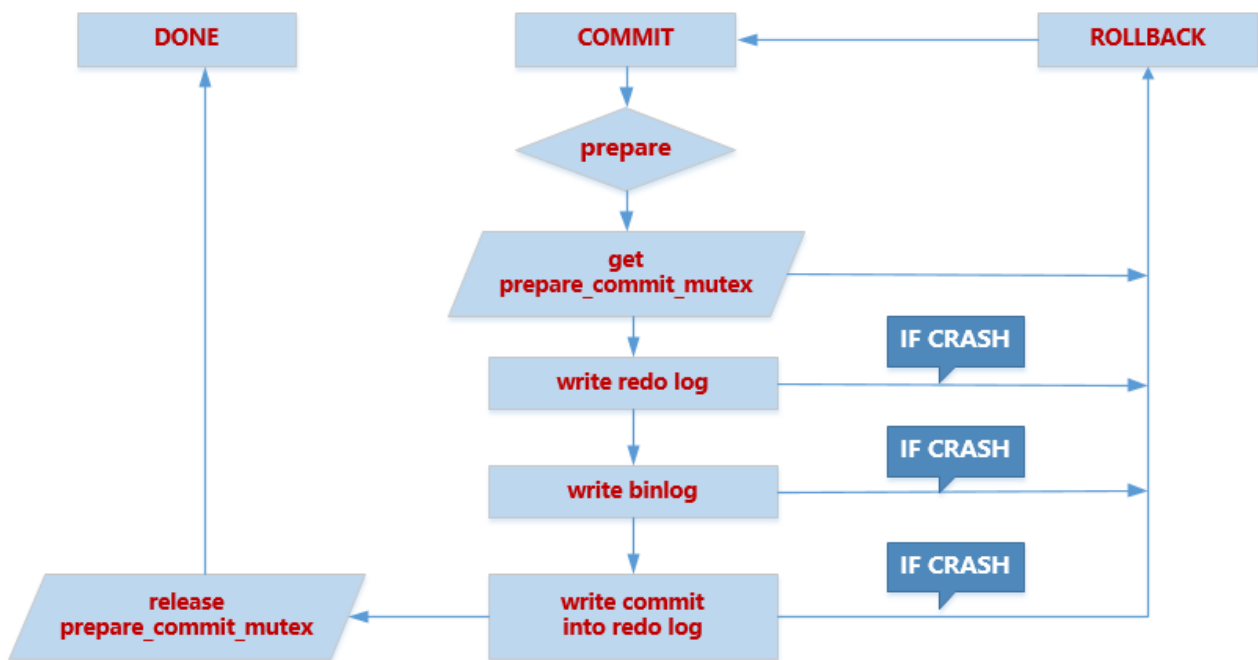 DONE
COMMIT
ROLLBACK
prepare
get
prepare_commit_mutex
IF CRASH
write redo log
IF CRASH
write binlog
IF CRASH
release
prepare_commit_mutex
write commit
into redo log